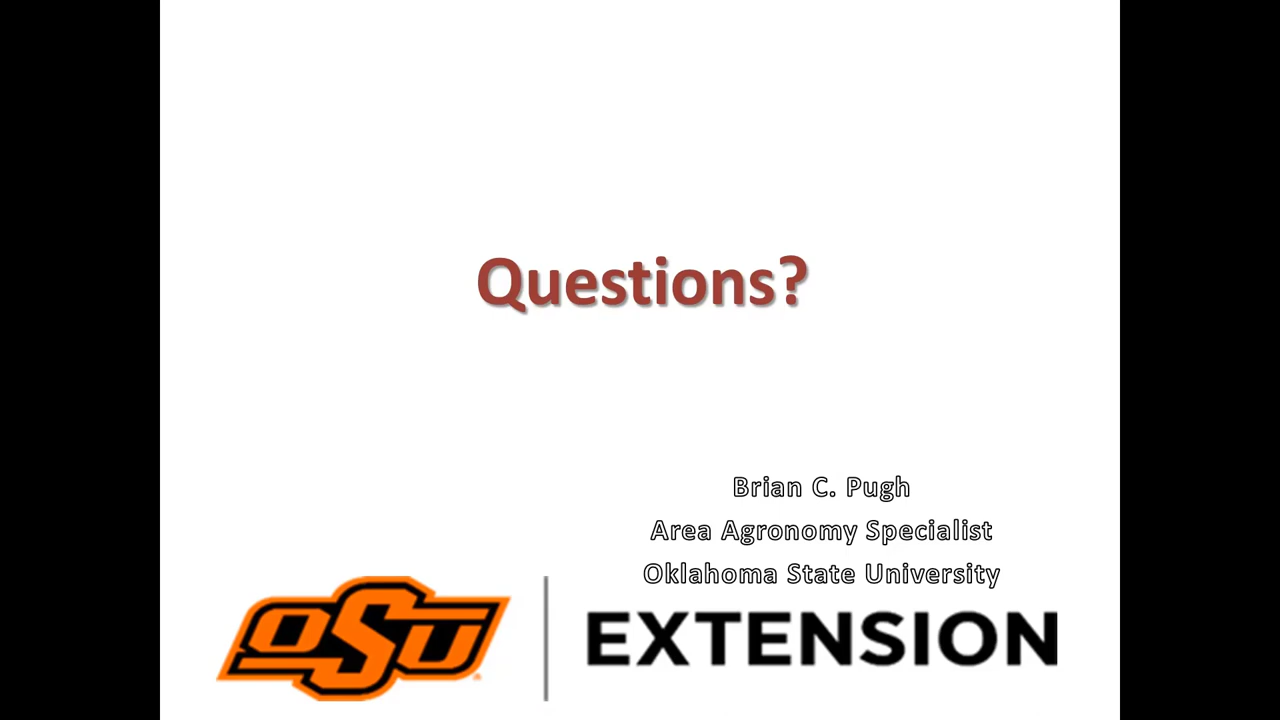 Questions?
Brian C. Pugh
Area Agronomy Specialist
Oklahoma State University
OSU
EXTENSION